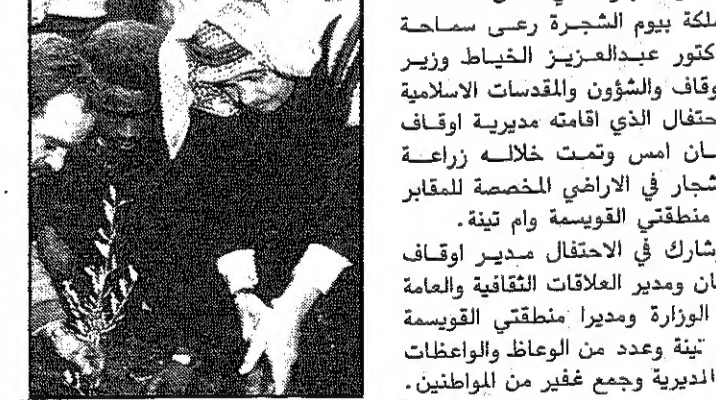 ملكة بيوم الشجرة رعى سماحة
كتور عبدالعزيز الخياط وزير
وقاف والشؤون والمقدسات الاسلامية
حتفال الذي اقامته مديرية اوقاف
ـان امس وتمت خلاله زراعة
شجار في الاراضي المخصصة للمقابر
منطقتي القويسمة وام تينة.
شارك في الاحتفال مدير اوقاف
ان ومدير العلاقات الثقافية والعامة
الوزارة ومديرا منطقتي القويسمة
تينة وعدد من الوعاظ والواعظات
المديرية وجمع غفير من المواطنين.